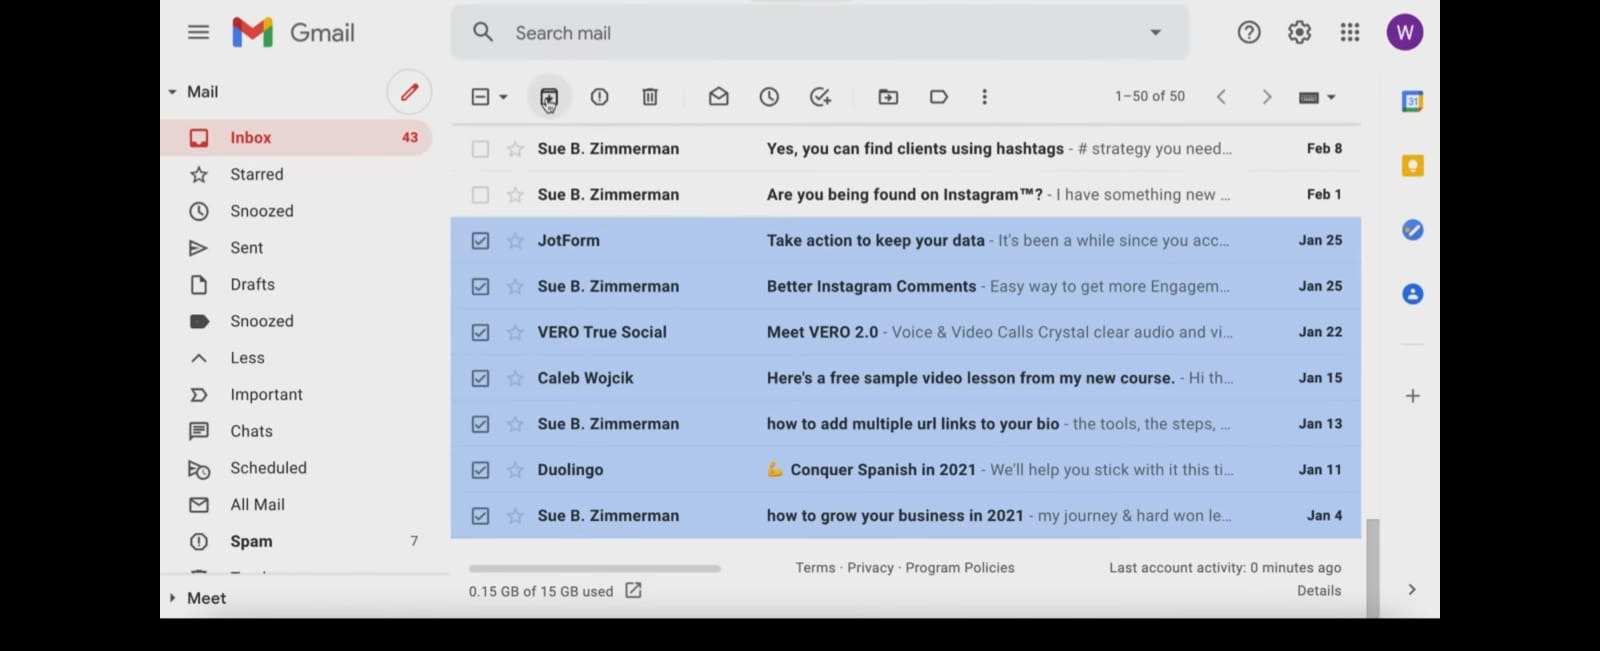 Gmail
Search mail
W
Mail
1–50 of 50
31
Inbox 43
Starred
Snoozed
Sent
Drafts
Snoozed
Less
Important
Chats
Scheduled
All Mail
Spam 7
Meet
Sue B. Zimmerman Yes, you can find clients using hashtags - # strategy you need... Feb 8
Sue B. Zimmerman Are you being found on Instagram™? - I have something new ... Feb 1
JotForm Take action to keep your data - It's been a while since you acc... Jan 25
Sue B. Zimmerman Better Instagram Comments - Easy way to get more Engagem... Jan 25
VERO True Social Meet VERO 2.0 - Voice & Video Calls Crystal clear audio and vi... Jan 22
Caleb Wojcik Here's a free sample video lesson from my new course. - Hi th... Jan 15
Sue B. Zimmerman how to add multiple url links to your bio - the tools, the steps, ... Jan 13
Duolingo 💪 Conquer Spanish in 2021 - We'll help you stick with it this ti... Jan 11
Sue B. Zimmerman how to grow your business in 2021 - my journey & hard won le... Jan 4
Terms · Privacy · Program Policies
Last account activity: 0 minutes ago
0.15 GB of 15 GB used
Details